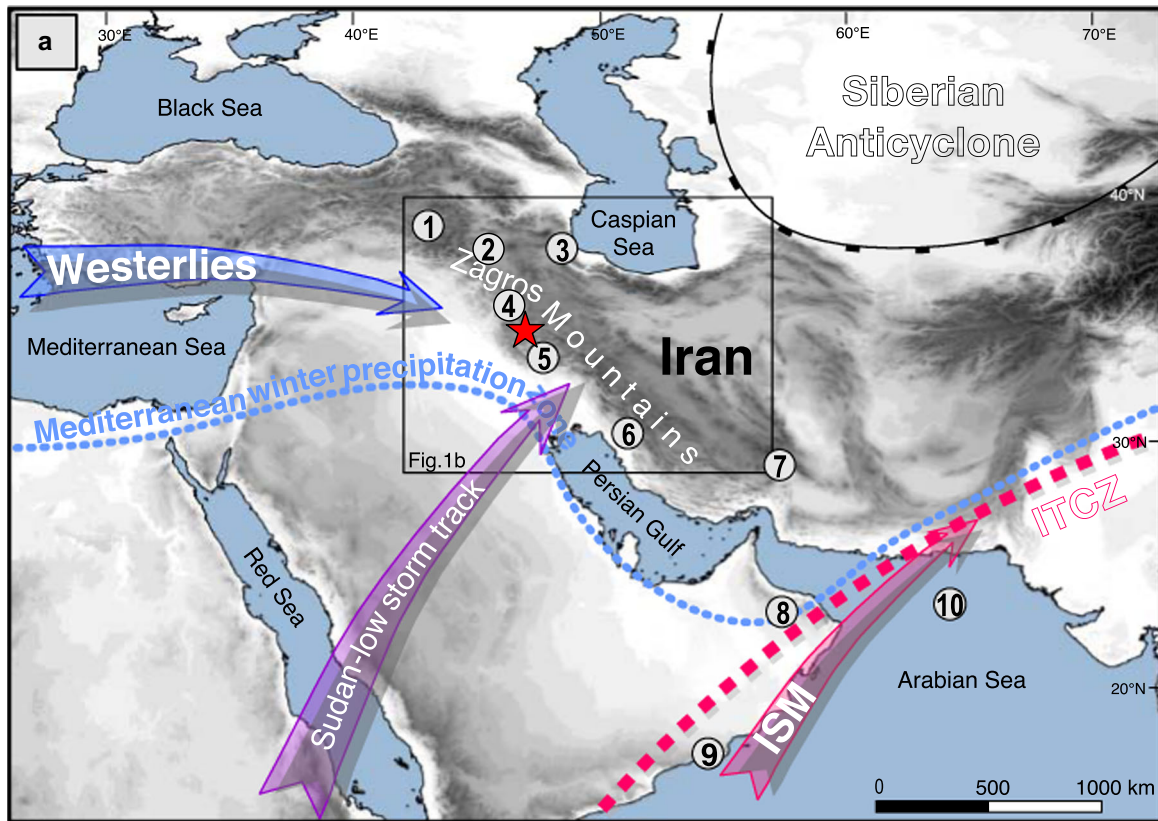 a
30°E
40°E
50°E
60°E
70°E
Black Sea
Siberian
Anticyclone
40°N
Caspian
Sea
1
2
3
Westerlies
Zagros Mountains
4
5
Iran
Mediterranean Sea
Mediterranean winter precipitation zone
6
7
30°N
Fig.1b
Persian Gulf
ITCZ
Red Sea
Sudan-low storm track
8
10
Arabian Sea
20°N
ISM
9
0 500 1000 km